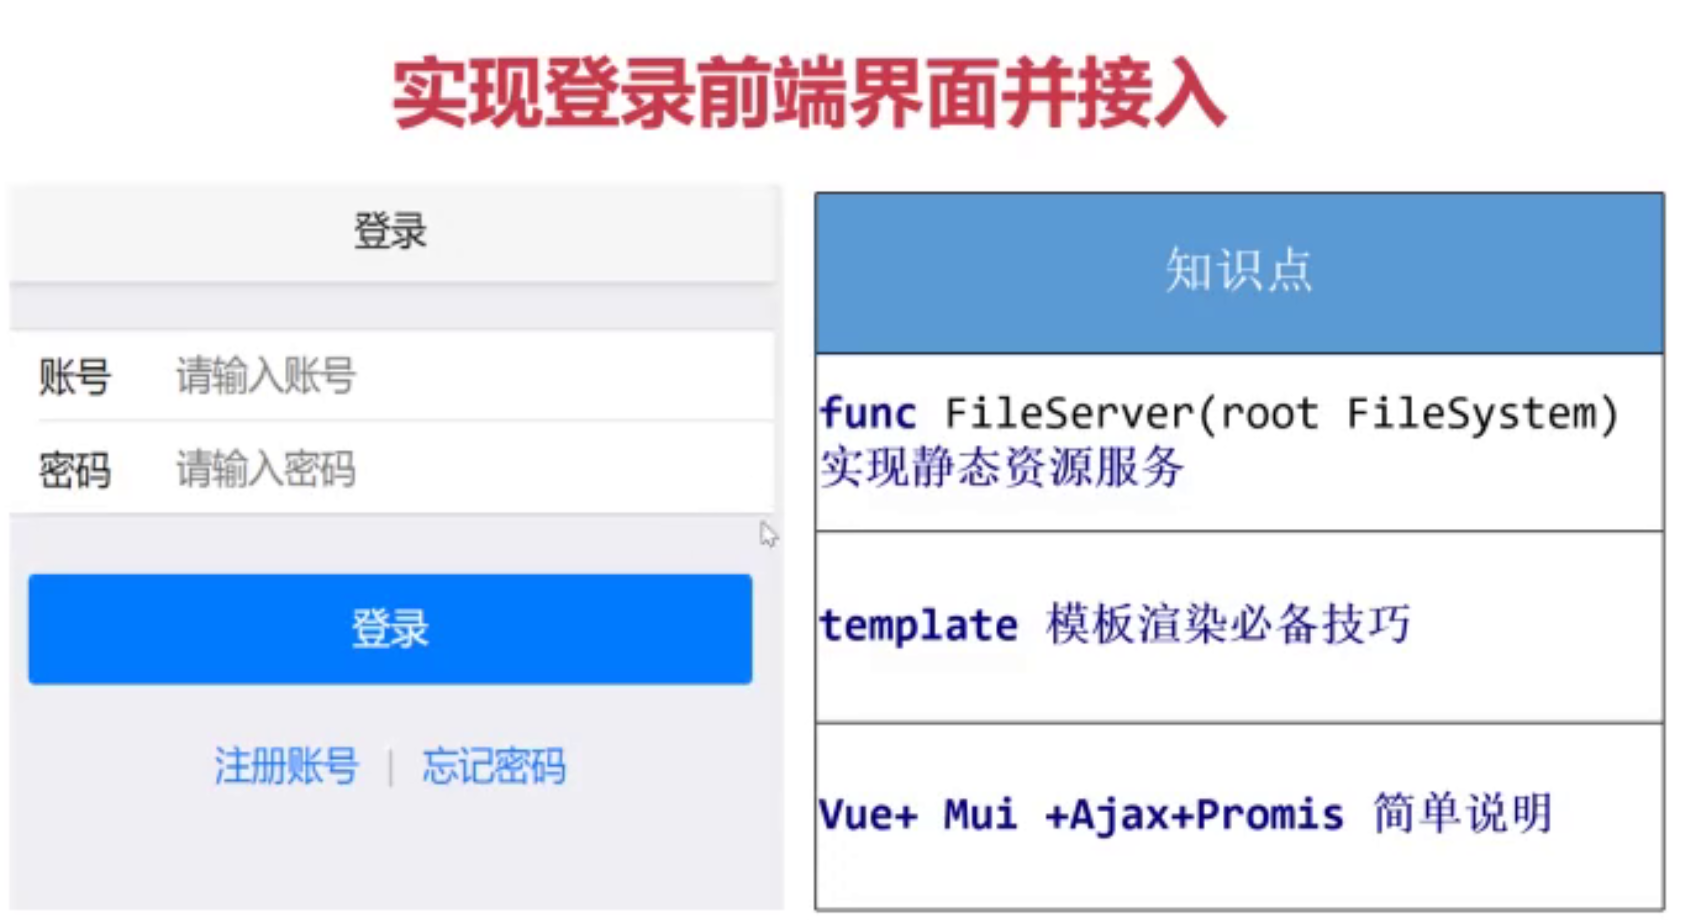 实现登录前端界面并接入
登录
账号 请输入账号
密码 请输入密码
登录
注册账号 | 忘记密码
知识点
func FileServer(root FileSystem)
实现静态资源服务
template 模板渲染必备技巧
Vue+ Mui +Ajax+Promis 简单说明